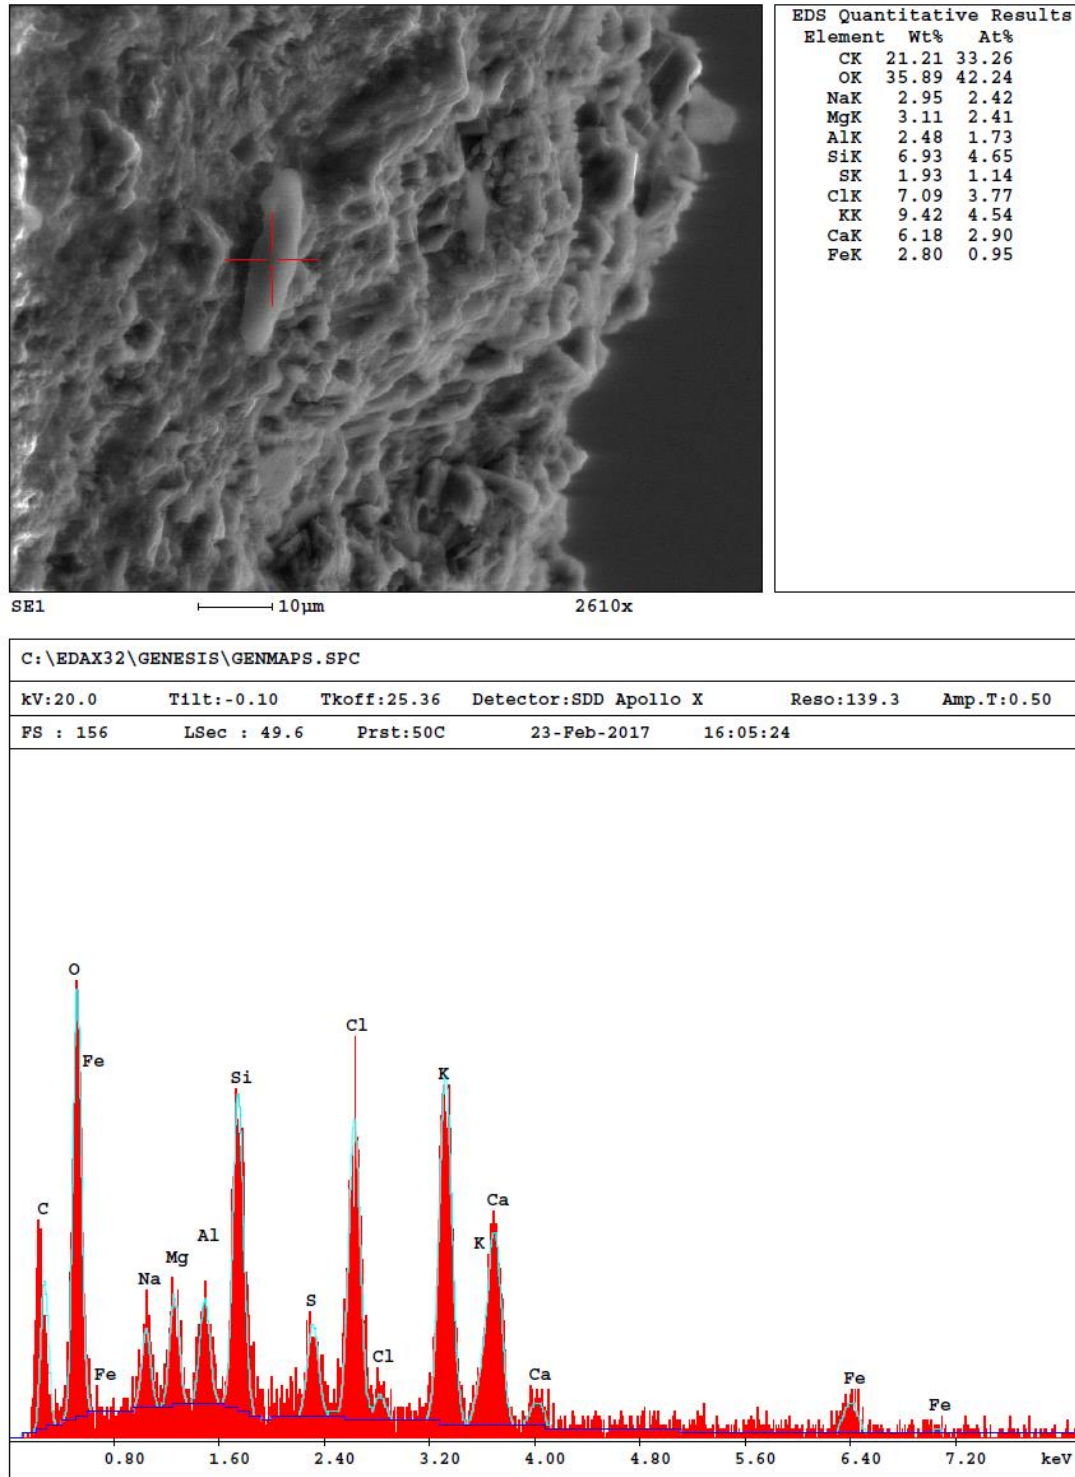 EDS Quantitative Results
Element Wt% At%
CK 21.21 33.26
OK 35.89 42.24
NaK 2.95 2.42
MgK 3.11 2.41
AlK 2.48 1.73
SiK 6.93 4.65
SK 1.93 1.14
ClK 7.09 3.77
KK 9.42 4.54
CaK 6.18 2.90
FeK 2.80 0.95
SE1 10µm 2610x
C:\EDAX32\GENESIS\GENMAPS.SPC
kV:20.0 Tilt:-0.10 Tkoff:25.36 Detector:SDD Apollo X Reso:139.3 Amp.T:0.50
FS : 156 LSec : 49.6 Prst:50C 23-Feb-2017 16:05:24
O
Cl
Fe
K
Si
Ca
C
Al
K
Mg
Na
S
Cl
Fe
Ca
Fe
Fe
0.80 1.60 2.40 3.20 4.00 4.80 5.60 6.40 7.20 keV